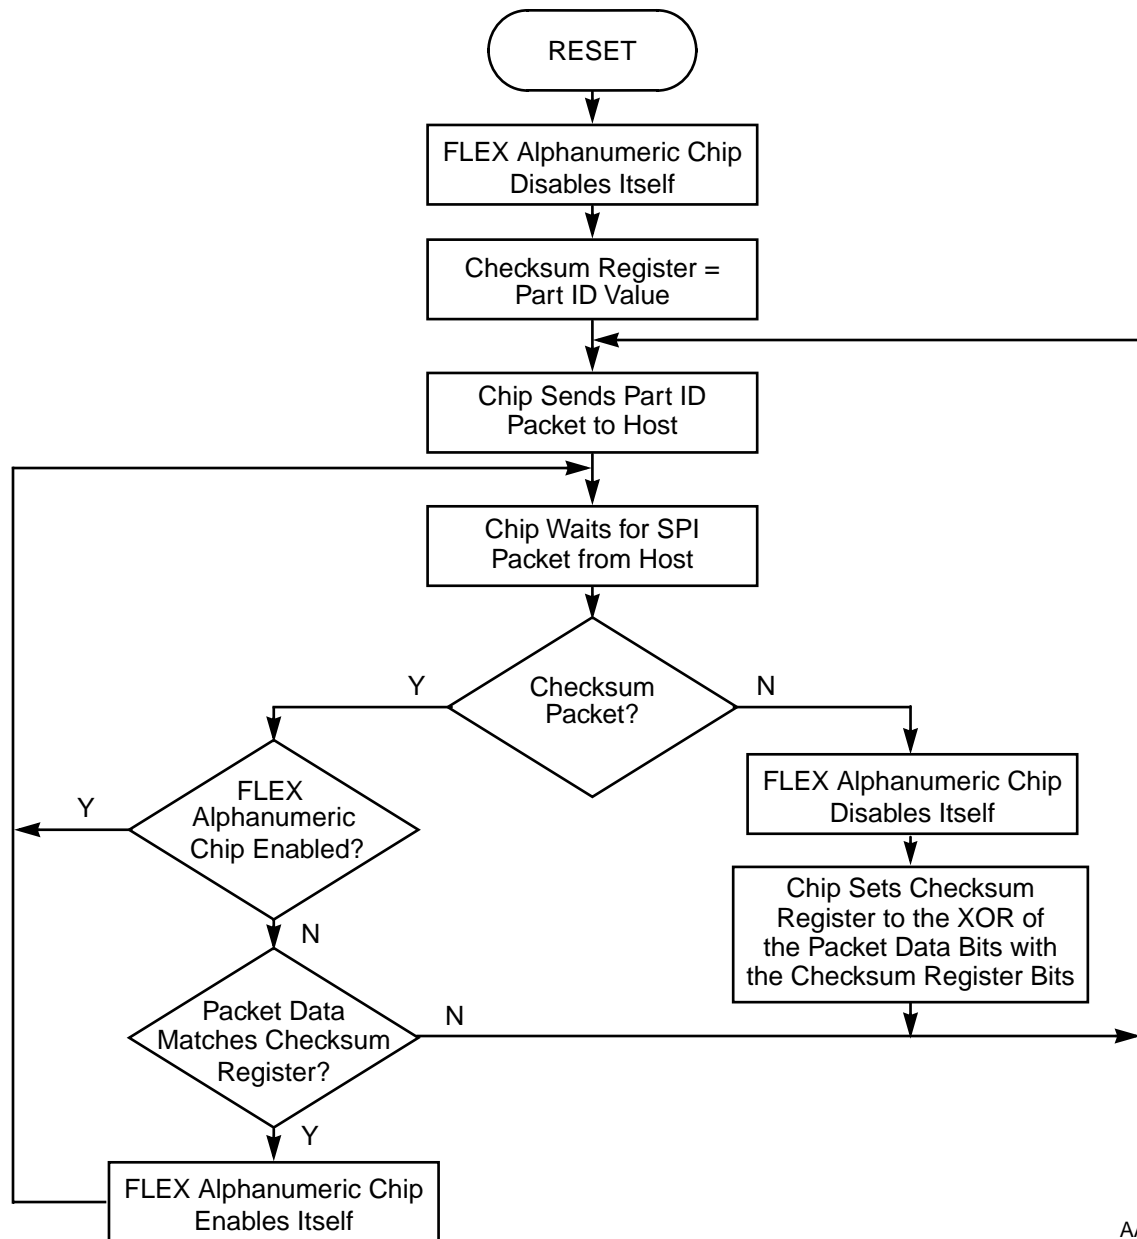 RESET
FLEX Alphanumeric Chip
Disables Itself
Checksum Register =
Part ID Value
Chip Sends Part ID
Packet to Host
Chip Waits for SPI
Packet from Host
Checksum
Packet?
Y
N
FLEX
Alphanumeric
Chip Enabled?
Y
N
FLEX Alphanumeric Chip
Disables Itself
Chip Sets Checksum
Register to the XOR of
the Packet Data Bits with
the Checksum Register Bits
Packet Data
Matches Checksum
Register?
N
Y
FLEX Alphanumeric Chip
Enables Itself